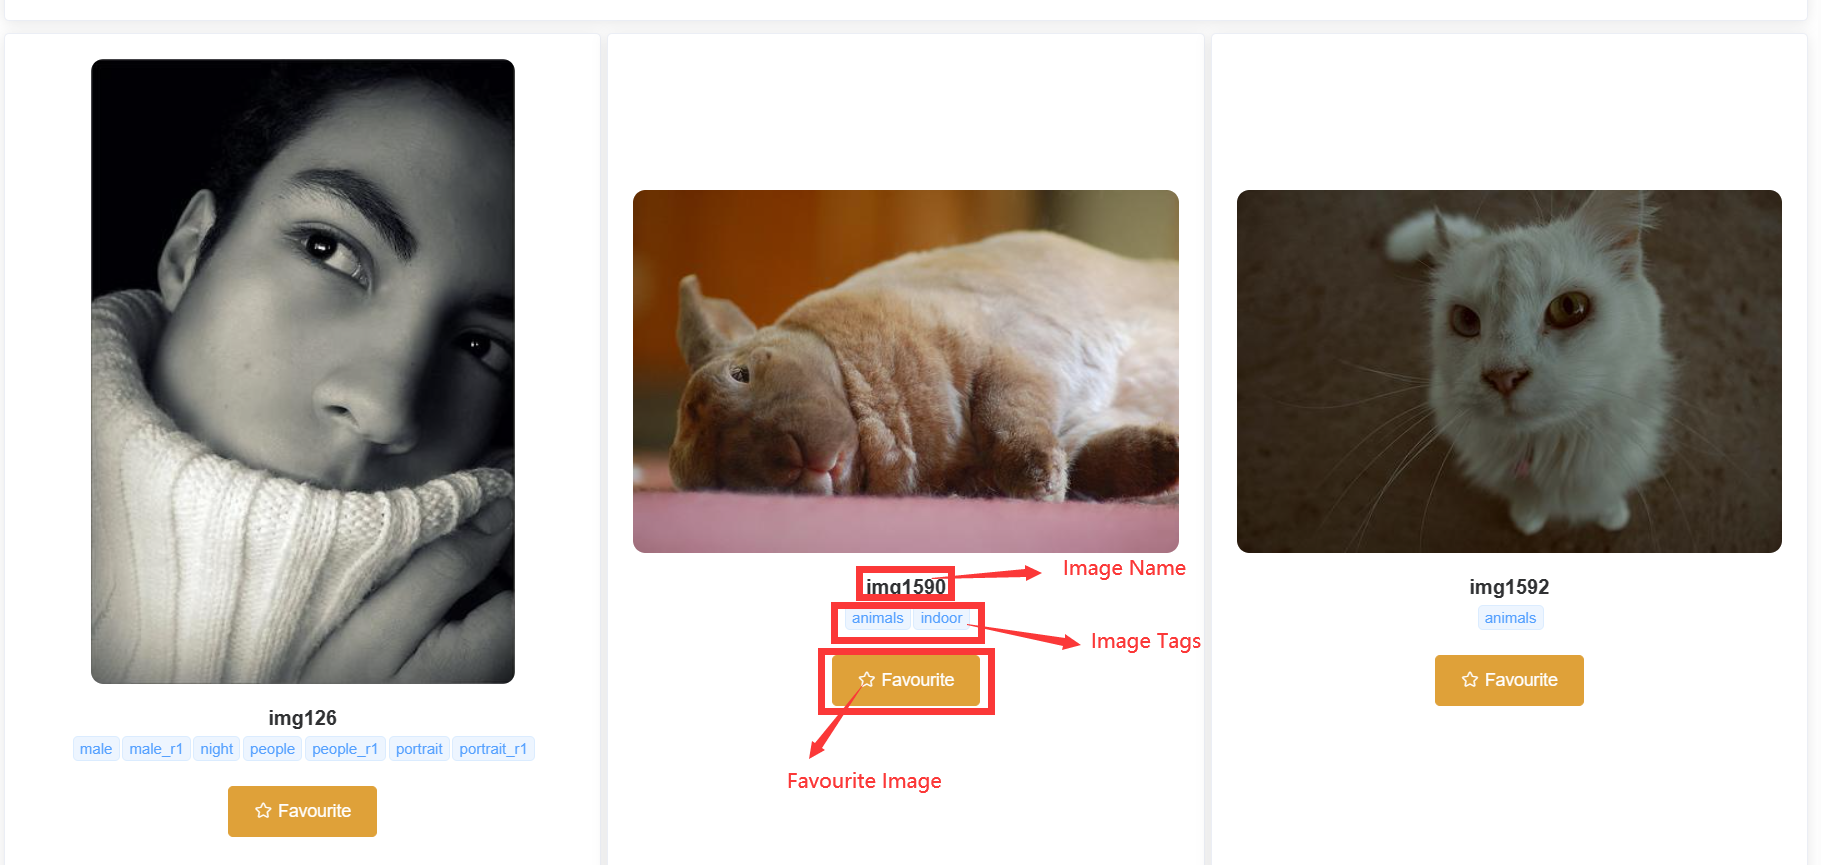 img126
male male_r1 night people people_r1 portrait portrait_r1
Favourite
img1590
Image Name
animals indoor
Image Tags
Favourite
Favourite Image
img1592
animals
Favourite